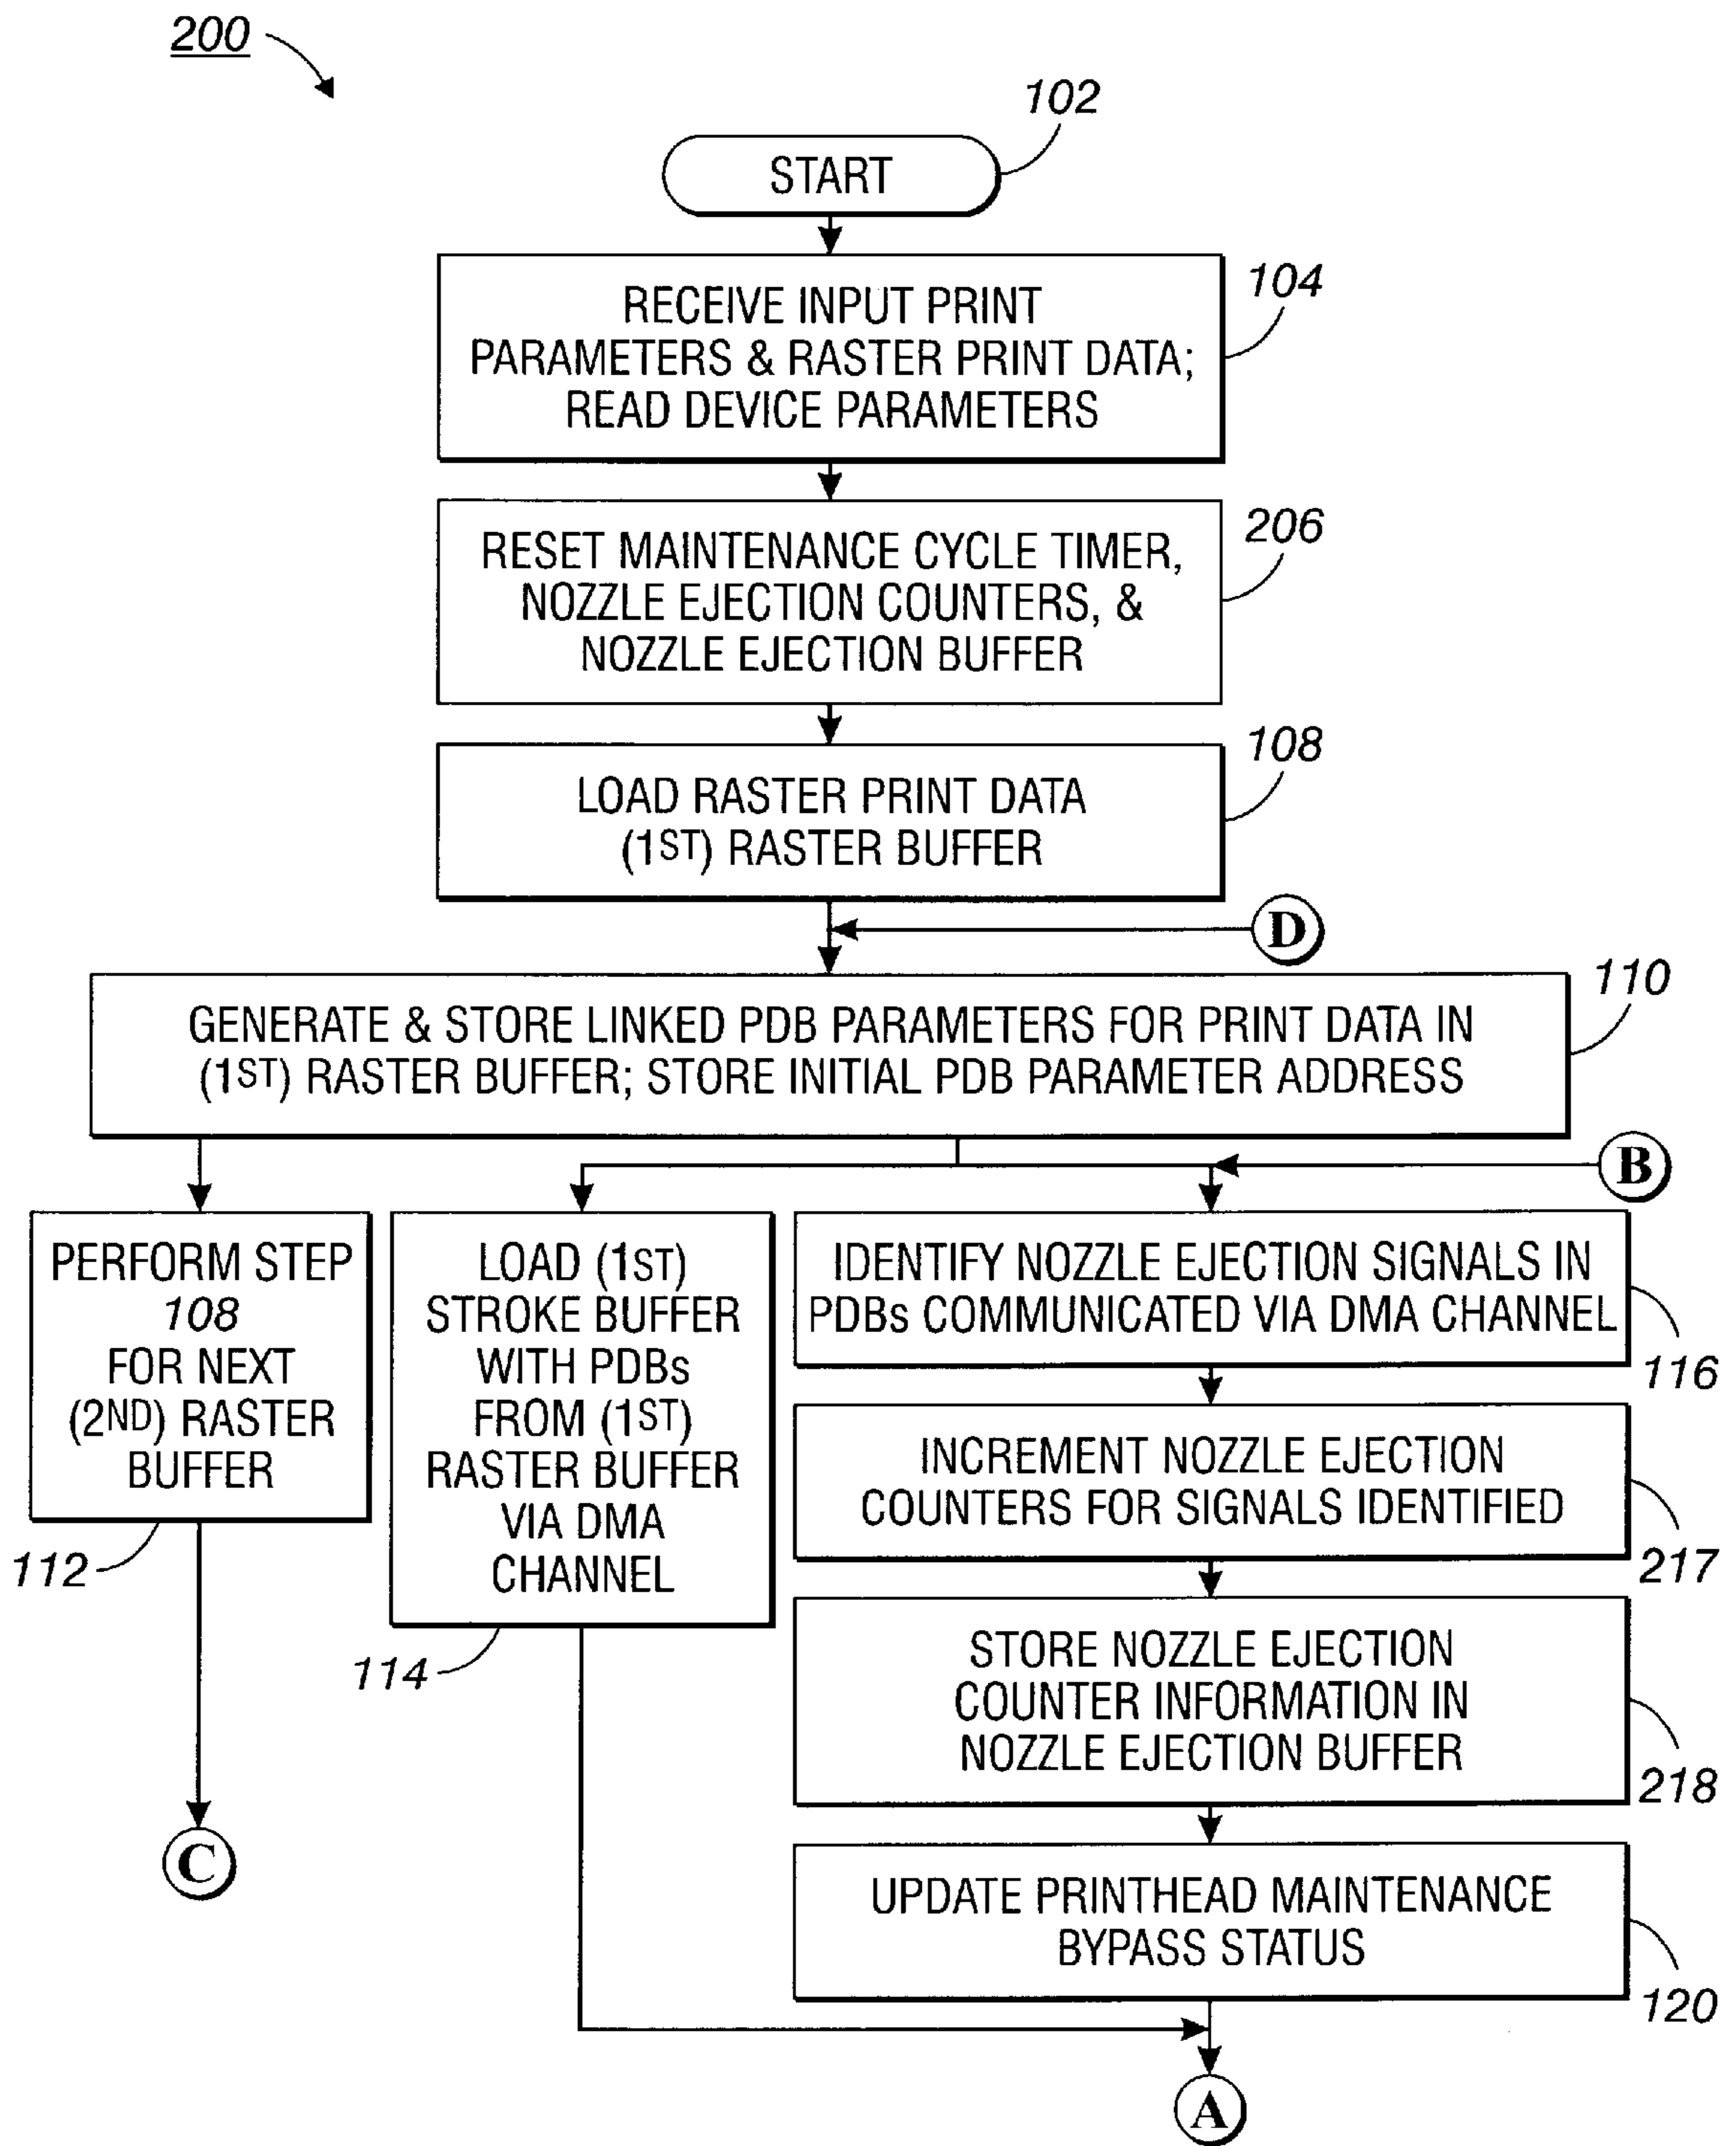 200
102
START
104
RECEIVE INPUT PRINT
PARAMETERS & RASTER PRINT DATA;
READ DEVICE PARAMETERS
206
RESET MAINTENANCE CYCLE TIMER,
NOZZLE EJECTION COUNTERS, &
NOZZLE EJECTION BUFFER
108
LOAD RASTER PRINT DATA
(1ST) RASTER BUFFER
D
110
GENERATE & STORE LINKED PDB PARAMETERS FOR PRINT DATA IN
(1ST) RASTER BUFFER; STORE INITIAL PDB PARAMETER ADDRESS
B
PERFORM STEP
108
FOR NEXT
(2ND) RASTER
BUFFER
112
C
LOAD (1ST)
STROKE BUFFER
WITH PDBs
FROM (1ST)
RASTER BUFFER
VIA DMA
CHANNEL
114
IDENTIFY NOZZLE EJECTION SIGNALS IN
PDBs COMMUNICATED VIA DMA CHANNEL
116
INCREMENT NOZZLE EJECTION
COUNTERS FOR SIGNALS IDENTIFIED
217
STORE NOZZLE EJECTION
COUNTER INFORMATION IN
NOZZLE EJECTION BUFFER
218
UPDATE PRINTHEAD MAINTENANCE
BYPASS STATUS
120
A